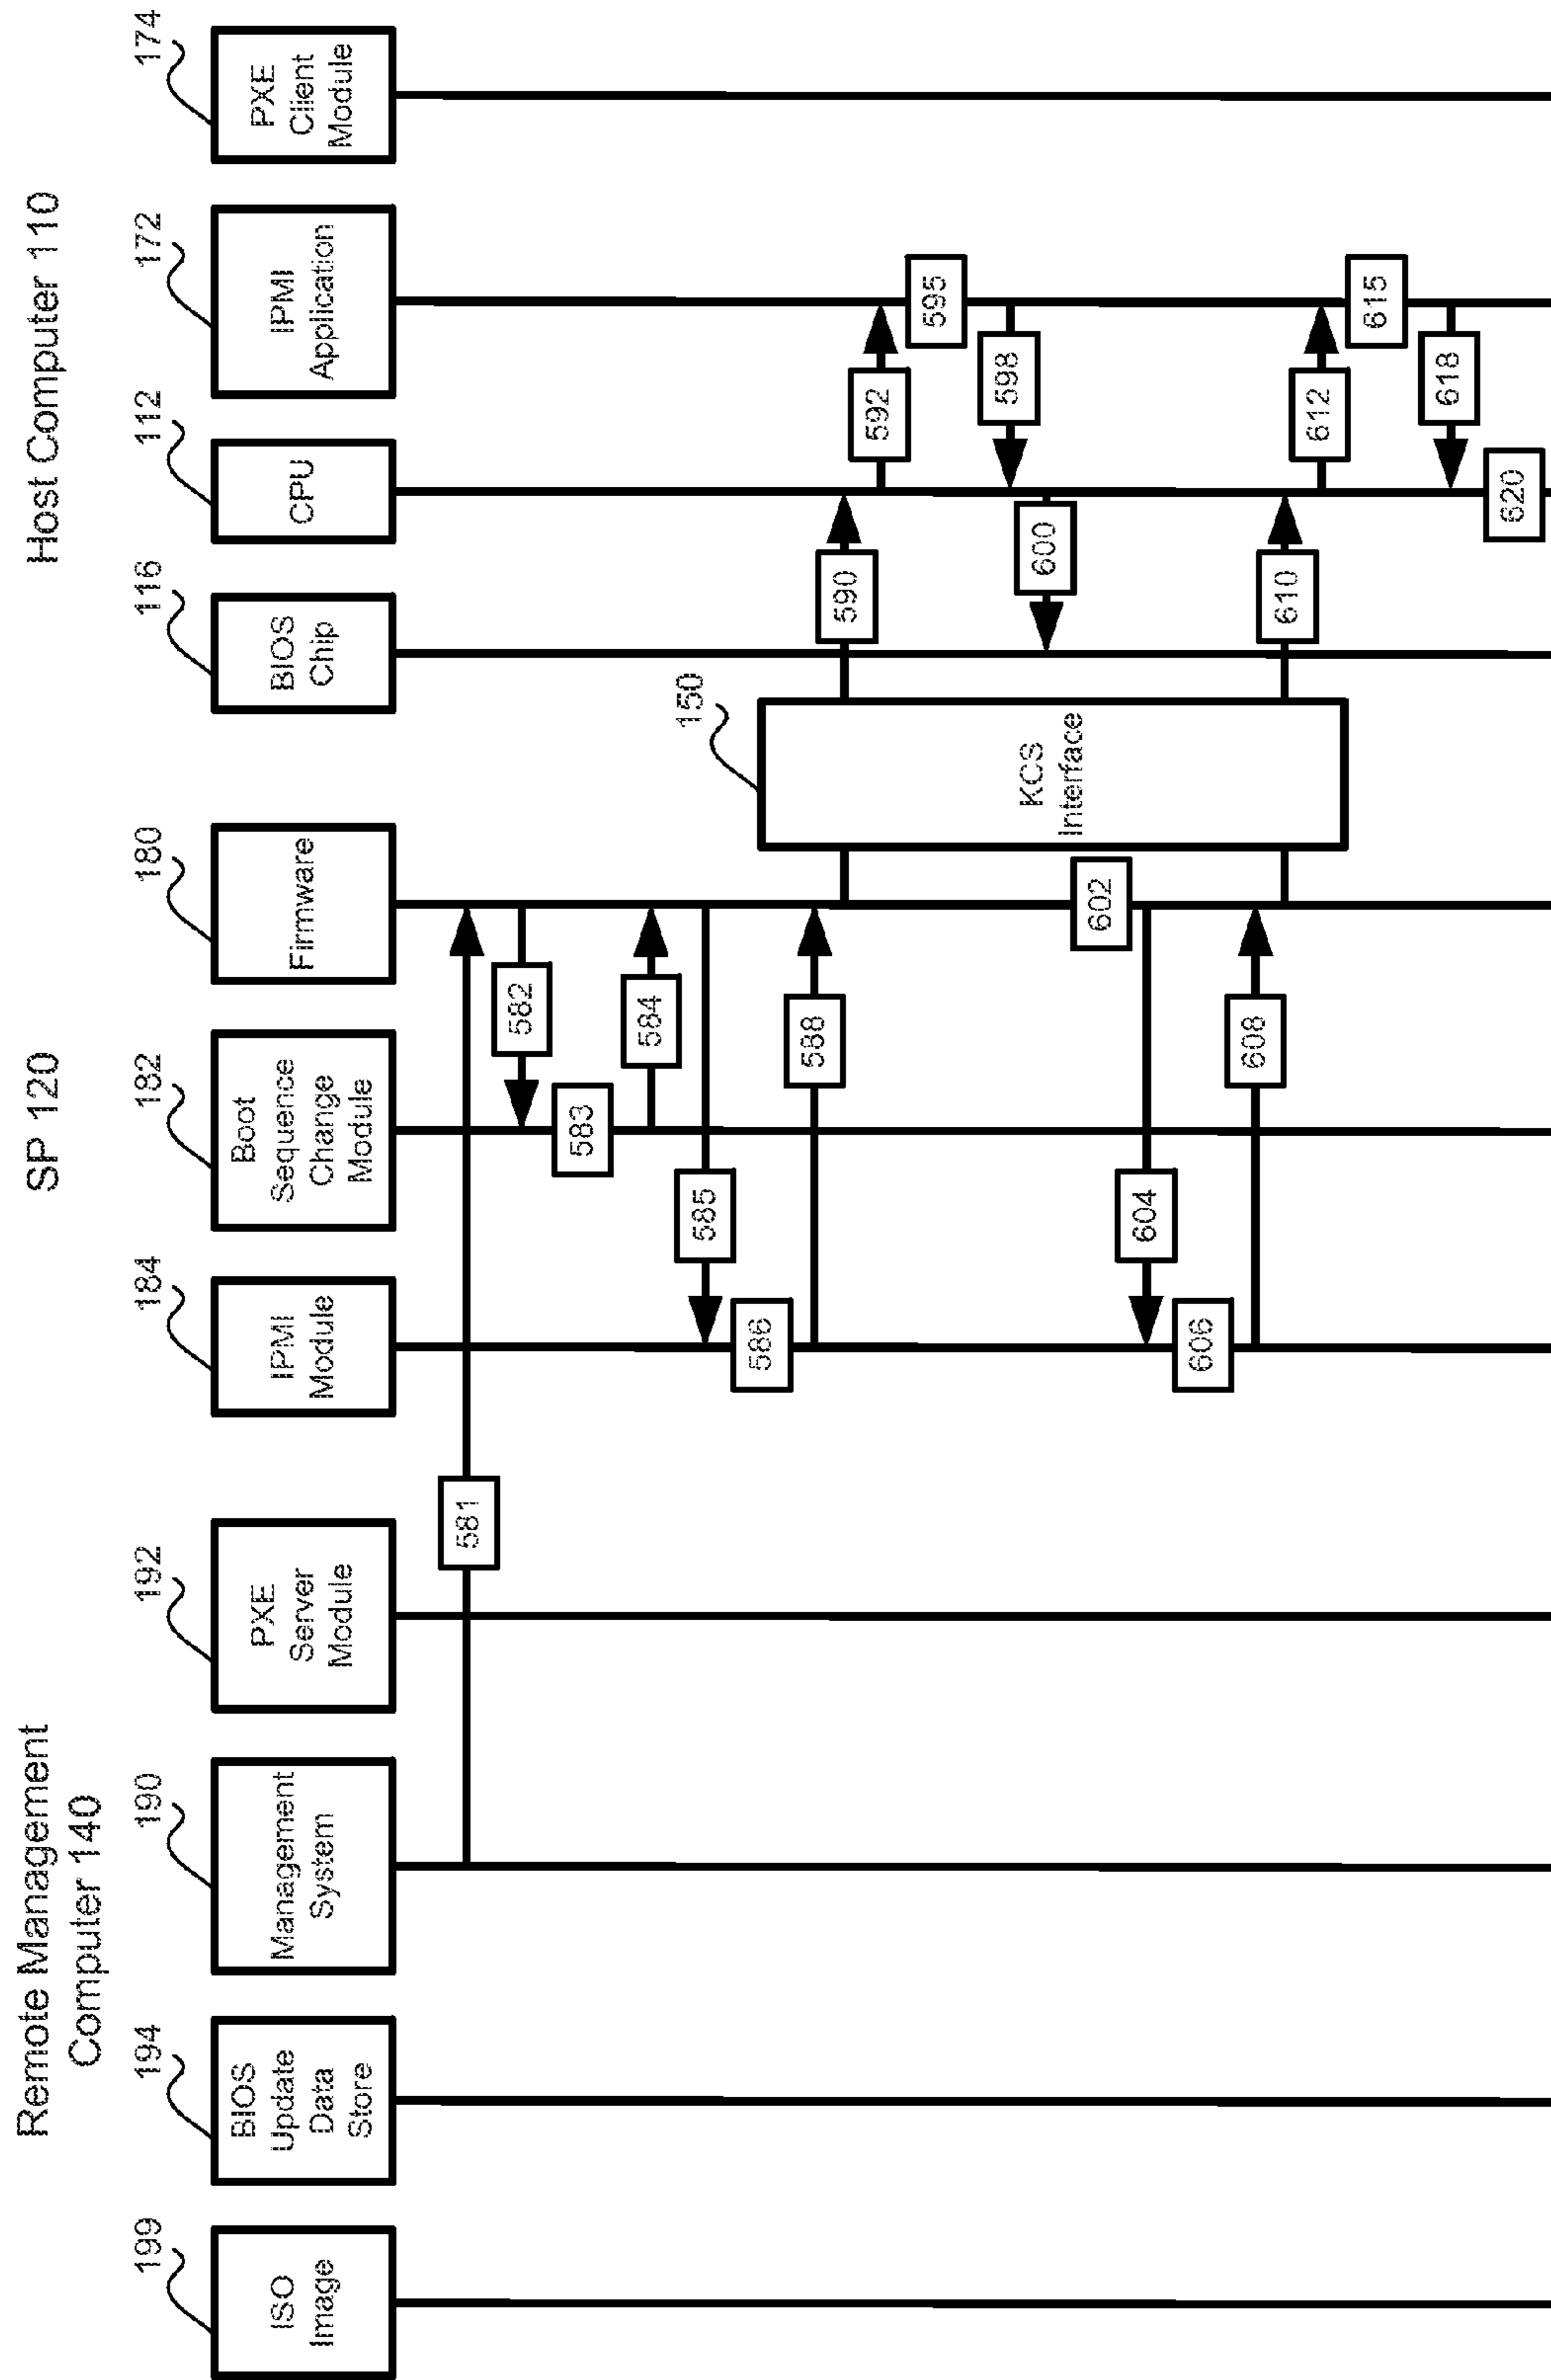 Remote Management
Computer 140
SP 120
Host Computer 110
199
194
190
192
184
182
180
116
112
172
174
ISO
Image
BIOS
Update
Data
Store
Management
System
PXE
Server
Module
IPMI
Module
Boot
Sequence
Change
Module
Firmware
BIOS
Chip
CPU
IPMI
Application
PXE
Client
Module
581
582
583
584
585
586
588
150
KCS
Interface
590
592
595
598
600
602
604
606
608
610
612
615
618
620